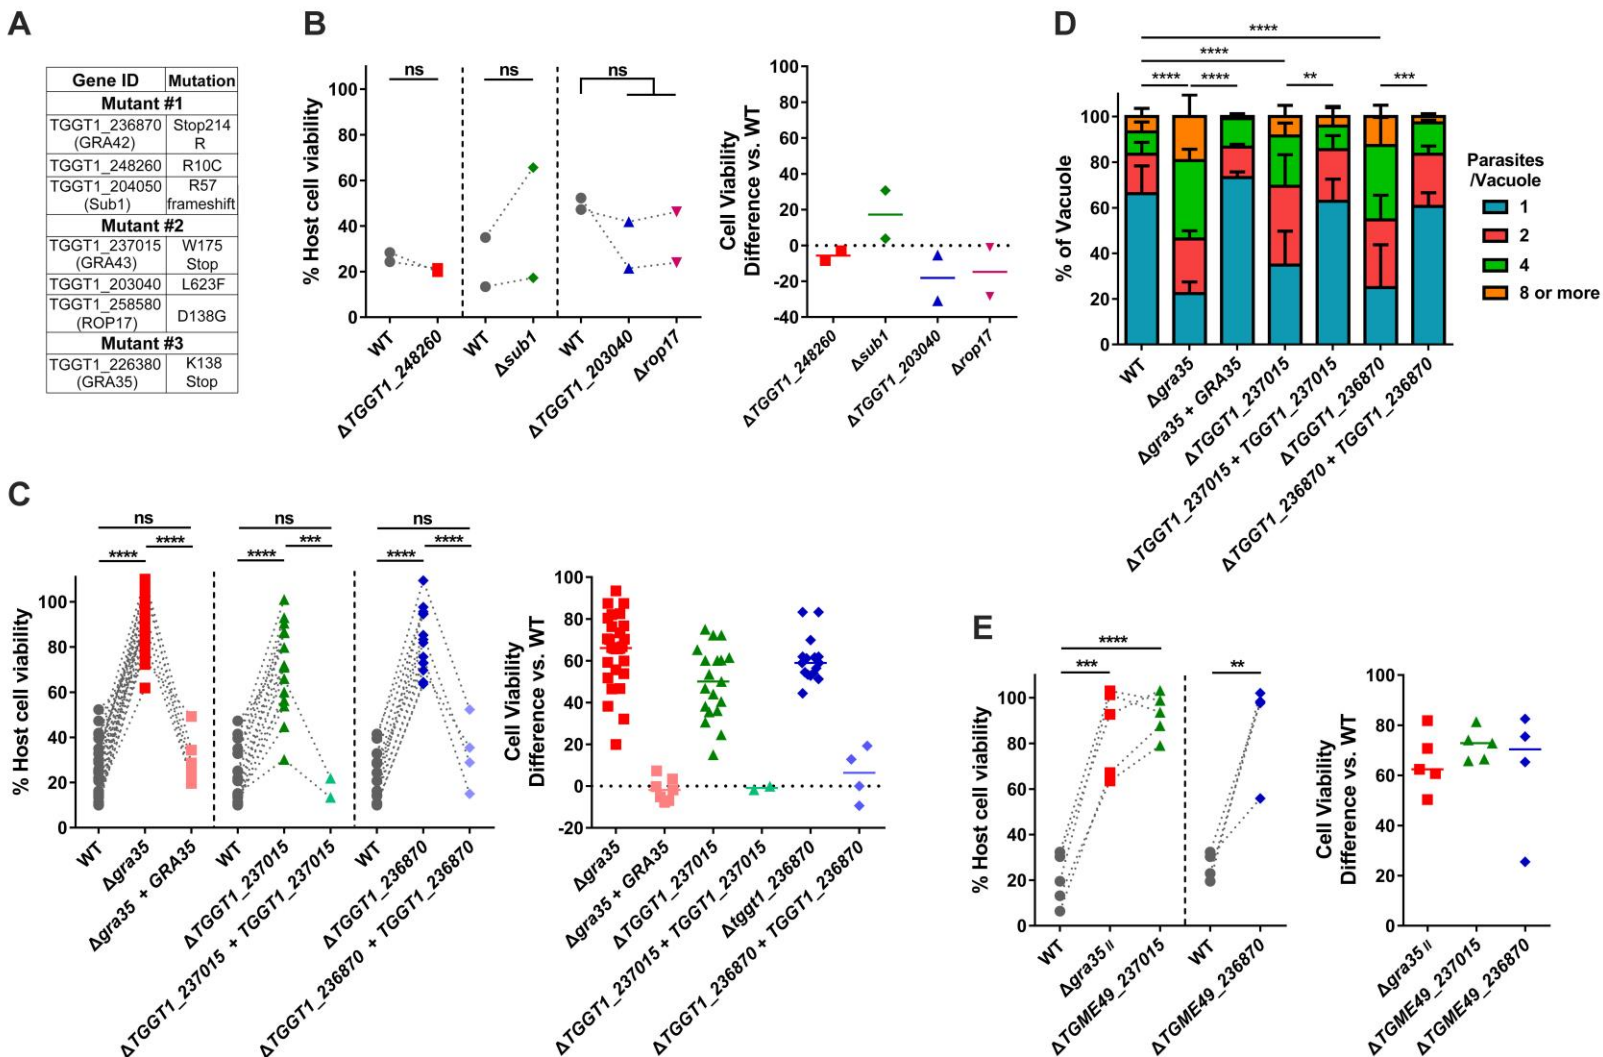 A
Gene ID Mutation
Mutant #1
TGGT1_236870 Stop214
(GRA42) R
TGGT1_248260 R10C
TGGT1_204050 R57
(Sub1) frameshift
Mutant #2
TGGT1_237015 W175
(GRA43) Stop
TGGT1_203040 L623F
TGGT1_258580 D138G
(ROP17)
Mutant #3
TGGT1_226380 K138
(GRA35) Stop
B
% Host cell viability
100
80
60
40
20
0
ns
ns
ns
WT
ΔTGGT1_248260
WT
Δsub1
WT
ΔTGGT1_203040
Δrop17
Cell Viability
Difference vs. WT
100
80
60
40
20
0
-20
-40
ΔTGGT1_248260
Δsub1
ΔTGGT1_203040
Δrop17
D
% of Vacuole
100
80
60
40
20
0
****
****
**** **** ** ***
WT
Δgra35
Δgra35 + GRA35
ΔTGGT1_237015
ΔTGGT1_237015 + TGGT1_237015
ΔTGGT1_236870
ΔTGGT1_236870 + TGGT1_236870
Parasites
/Vacuole
1
2
4
8 or more
C
% Host cell viability
100
80
60
40
20
0
ns ns ns
**** **** **** *** **** ****
WT
Δgra35
Δgra35 + GRA35
WT
ΔTGGT1_237015
ΔTGGT1_237015 + TGGT1_237015
WT
ΔTGGT1_236870
ΔTGGT1_236870 + TGGT1_236870
Cell Viability
Difference vs. WT
100
80
60
40
20
0
-20
Δgra35
Δgra35 + GRA35
ΔTGGT1_237015
ΔTGGT1_237015 + TGGT1_237015
Δtggt1_236870
ΔTGGT1_236870 + TGGT1_236870
E
% Host cell viability
100
80
60
40
20
0
****
*** **
WT
Δgra35 II
ΔTGME49_237015
WT
ΔTGME49_236870
Cell Viability
Difference vs. WT
100
80
60
40
20
0
Δgra35 II
ΔTGME49_237015
ΔTGME49_236870